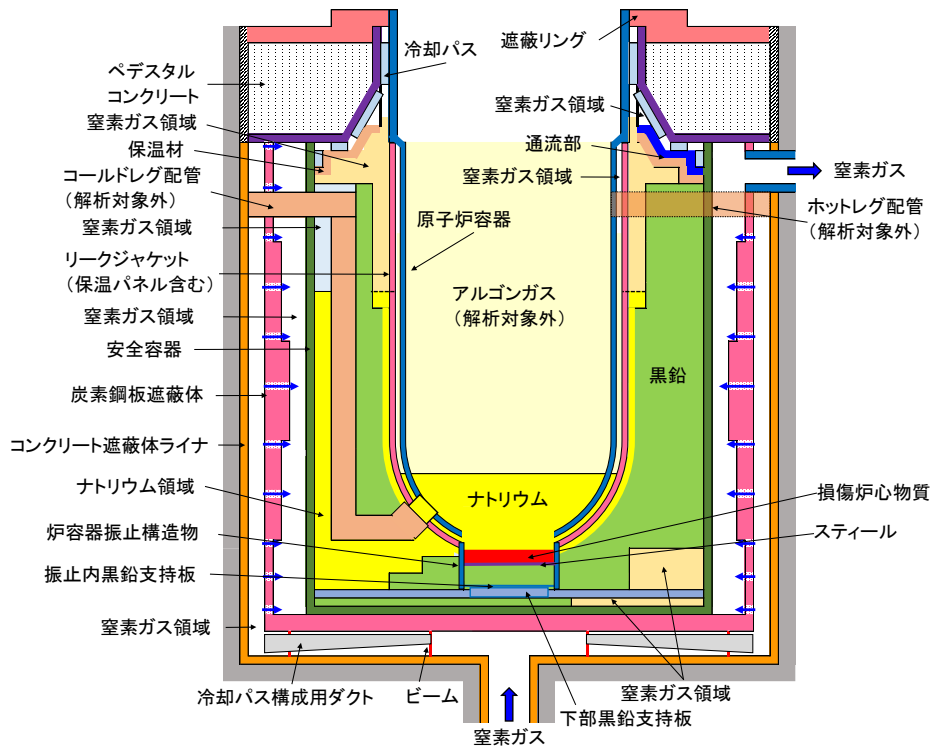 遮蔽リング
冷却パス
ペデスタル
コンクリート
窒素ガス領域
窒素ガス領域
保温材
通流部
コールドレグ配管
（解析対象外）
窒素ガス領域
窒素ガス
ホットレグ配管
（解析対象外）
窒素ガス領域
原子炉容器
リークジャケット
（保温パネル含む）
アルゴンガス
（解析対象外）
窒素ガス領域
安全容器
黒鉛
炭素鋼板遮蔽体
コンクリート遮蔽体ライナ
ナトリウム領域
ナトリウム
損傷炉心物質
炉容器振止構造物
スティール
振止内黒鉛支持板
窒素ガス領域
冷却パス構成用ダクト
ビーム
窒素ガス領域
下部黒鉛支持板
窒素ガス